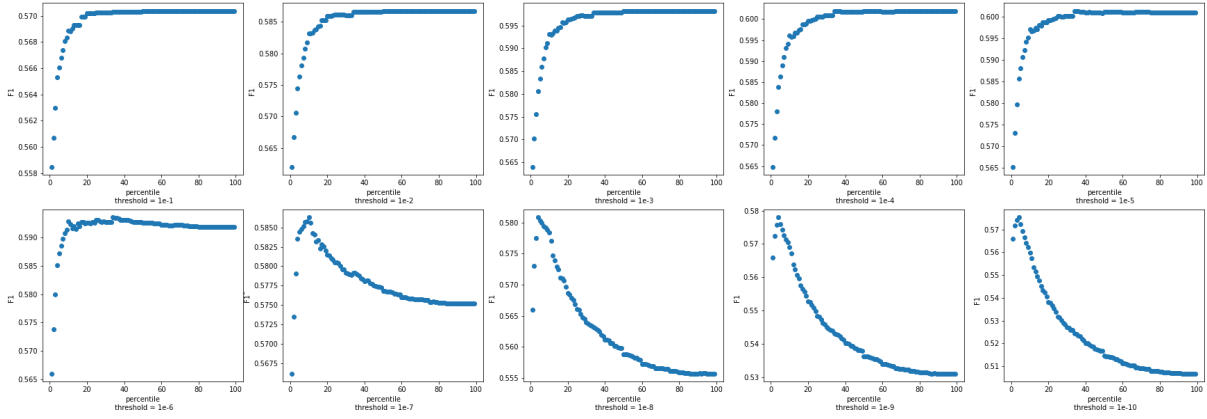 F1
0.570
0.568
0.566
0.564
0.562
0.560
0.558
0 20 40 60 80 100
percentile
threshold = 1e-1
F1
0.585
0.580
0.575
0.570
0.565
0 20 40 60 80 100
percentile
threshold = 1e-2
F1
0.595
0.590
0.585
0.580
0.575
0.570
0.565
0 20 40 60 80 100
percentile
threshold = 1e-3
F1
0.600
0.595
0.590
0.585
0.580
0.575
0.570
0.565
0 20 40 60 80 100
percentile
threshold = 1e-4
F1
0.600
0.595
0.590
0.585
0.580
0.575
0.570
0.565
0 20 40 60 80 100
percentile
threshold = 1e-5
F1
0.590
0.585
0.580
0.575
0.570
0.565
0 20 40 60 80 100
percentile
threshold = 1e-6
F1
0.5850
0.5825
0.5800
0.5775
0.5750
0.5725
0.5700
0.5675
0 20 40 60 80 100
percentile
threshold = 1e-7
F1
0.580
0.575
0.570
0.565
0.560
0.555
0 20 40 60 80 100
percentile
threshold = 1e-8
F1
0.58
0.57
0.56
0.55
0.54
0.53
0 20 40 60 80 100
percentile
threshold = 1e-9
F1
0.57
0.56
0.55
0.54
0.53
0.52
0.51
0 20 40 60 80 100
percentile
threshold = 1e-10